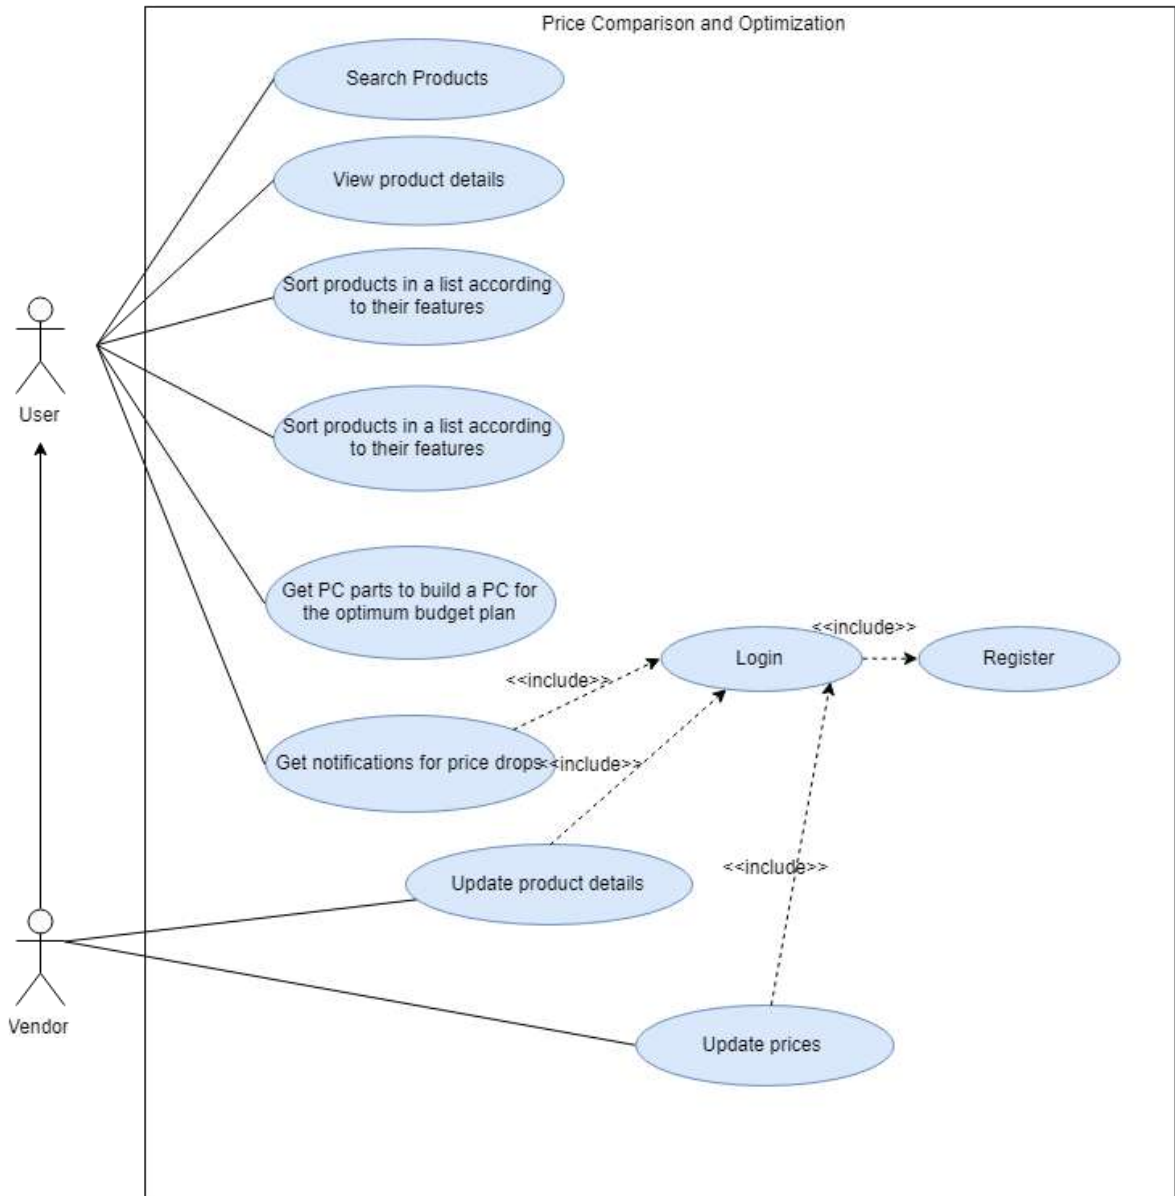 Price Comparison and Optimization
Search Products
View product details
Sort products in a list according
to their features
User
Sort products in a list according
to their features
Get PC parts to build a PC for
the optimum budget plan
<<include>>
Login
Register
<<include>>
Get notifications for price drops
<<include>>
Update product details
<<include>>
Vendor
Update prices